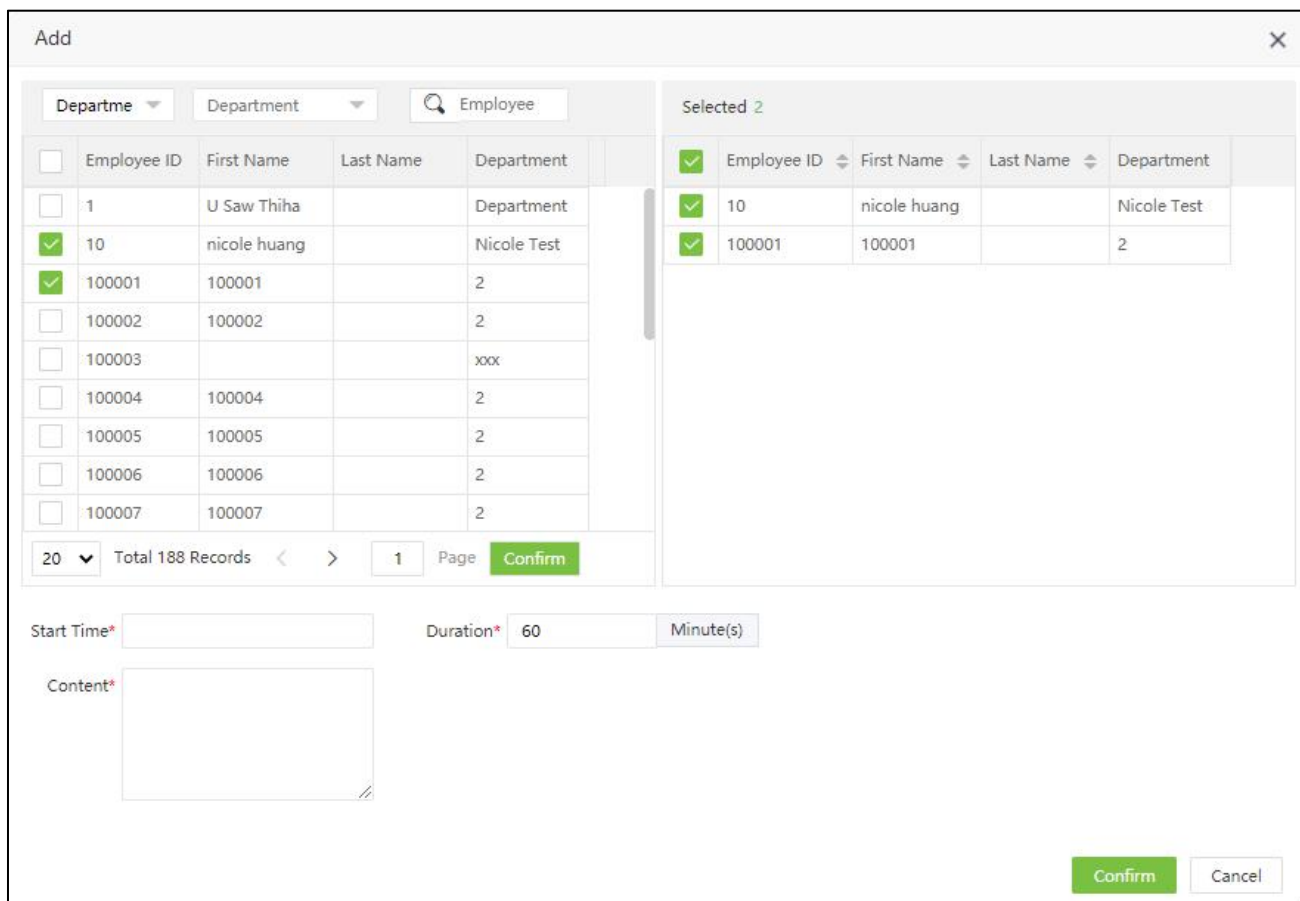 Add
Departme Department Employee
Selected 2
Employee ID First Name Last Name Department
Employee ID First Name Last Name Department
1 U Saw Thiha Department
10 nicole huang Nicole Test
10 nicole huang Nicole Test
100001 100001 2
100001 100001 2
100002 100002 2
100003 xxx
100004 100004 2
100005 100005 2
100006 100006 2
100007 100007 2
20 Total 188 Records < > 1 Page Confirm
Start Time* Duration* 60 Minute(s)
Content*
Confirm Cancel